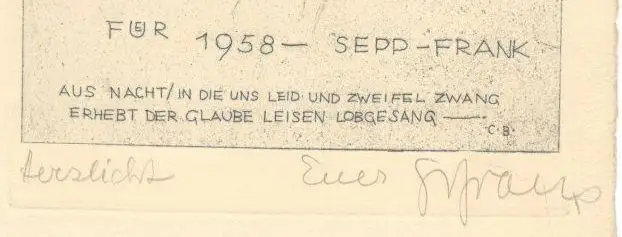 FÜR 1958 — SEPP-FRANK
AUS NACHT/IN DIE UNS LEID UND ZWEIFEL ZWANG
ERHEBT DER GLAUBE LEISEN LOBGESANG —
C.B.
Herzlichst Euer